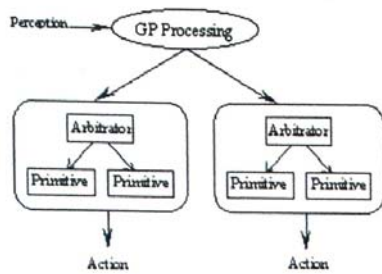 Perception
GP Processing
Arbitrator
Primitive Primitive
Action
Arbitrator
Primitive Primitive
Action